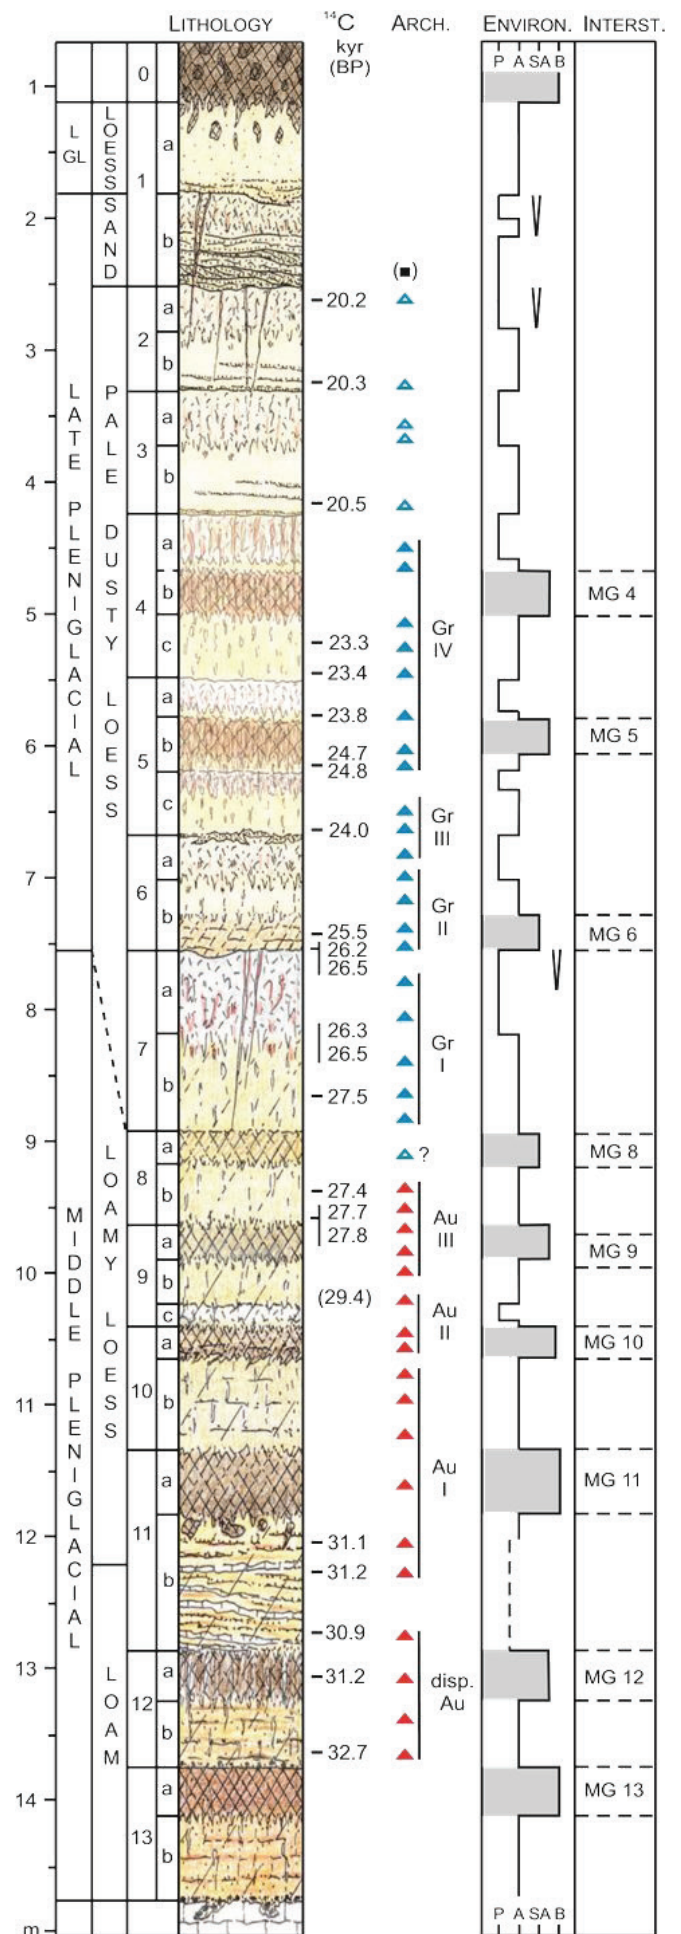 LITHOLOGY 14C kyr (BP) ARCH. ENVIRON. INTERST.
P A SA B
0
1
L GL
LOESS
a
1
SAND
b
2
(■)
a
20.2
2
3
b
20.3
LATE PLENIGLACIAL
PALE DUSTY LOESS
a
3
4
b
20.5
a
4
b
MG 4
5
c
Gr IV
23.3
23.4
a
23.8
5
b
MG 5
6
24.7
24.8
c
Gr III
24.0
a
6
7
b
Gr II
MG 6
25.5
26.2
26.5
a
8
7
26.3
26.5
Gr I
b
27.5
9
MIDDLE PLENIGLACIAL
LOAMY LOESS
a
?
MG 8
8
b
27.4
27.7
27.8
Au III
a
MG 9
9
10
b
(29.4)
c
Au II
a
MG 10
10
11
b
Au I
a
MG 11
11
12
31.1
b
31.2
30.9
13
LOAM
a
31.2
disp. Au
MG 12
12
b
32.7
a
MG 13
14
13
b
P A SA B
m